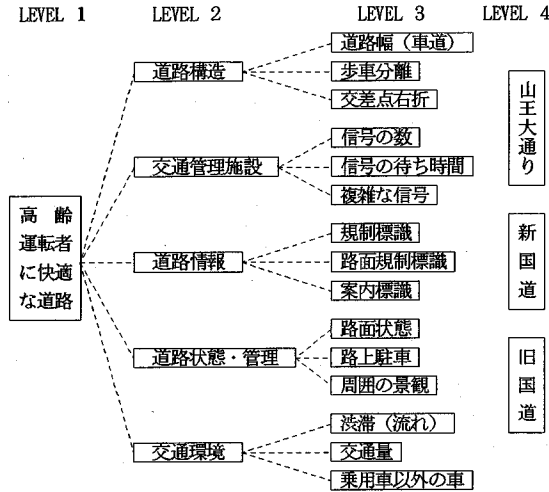 LEVEL 1 LEVEL 2 LEVEL 3 LEVEL 4
高齢
運転者
に快適
な道路
道路構造
道路幅（車道）
歩車分離
交差点右折
交通管理施設
信号の数
信号の待ち時間
複雑な信号
道路情報
規制標識
路面規制標識
案内標識
道路状態・管理
路面状態
路上駐車
周囲の景観
交通環境
渋滞（流れ）
交通量
乗用車以外の車
山王大通り
新国道
旧国道